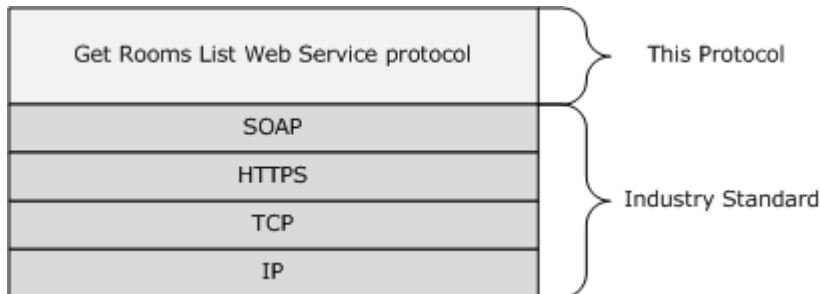 Get Rooms List Web Service protocol
This Protocol
SOAP
HTTPS
TCP
IP
Industry Standard